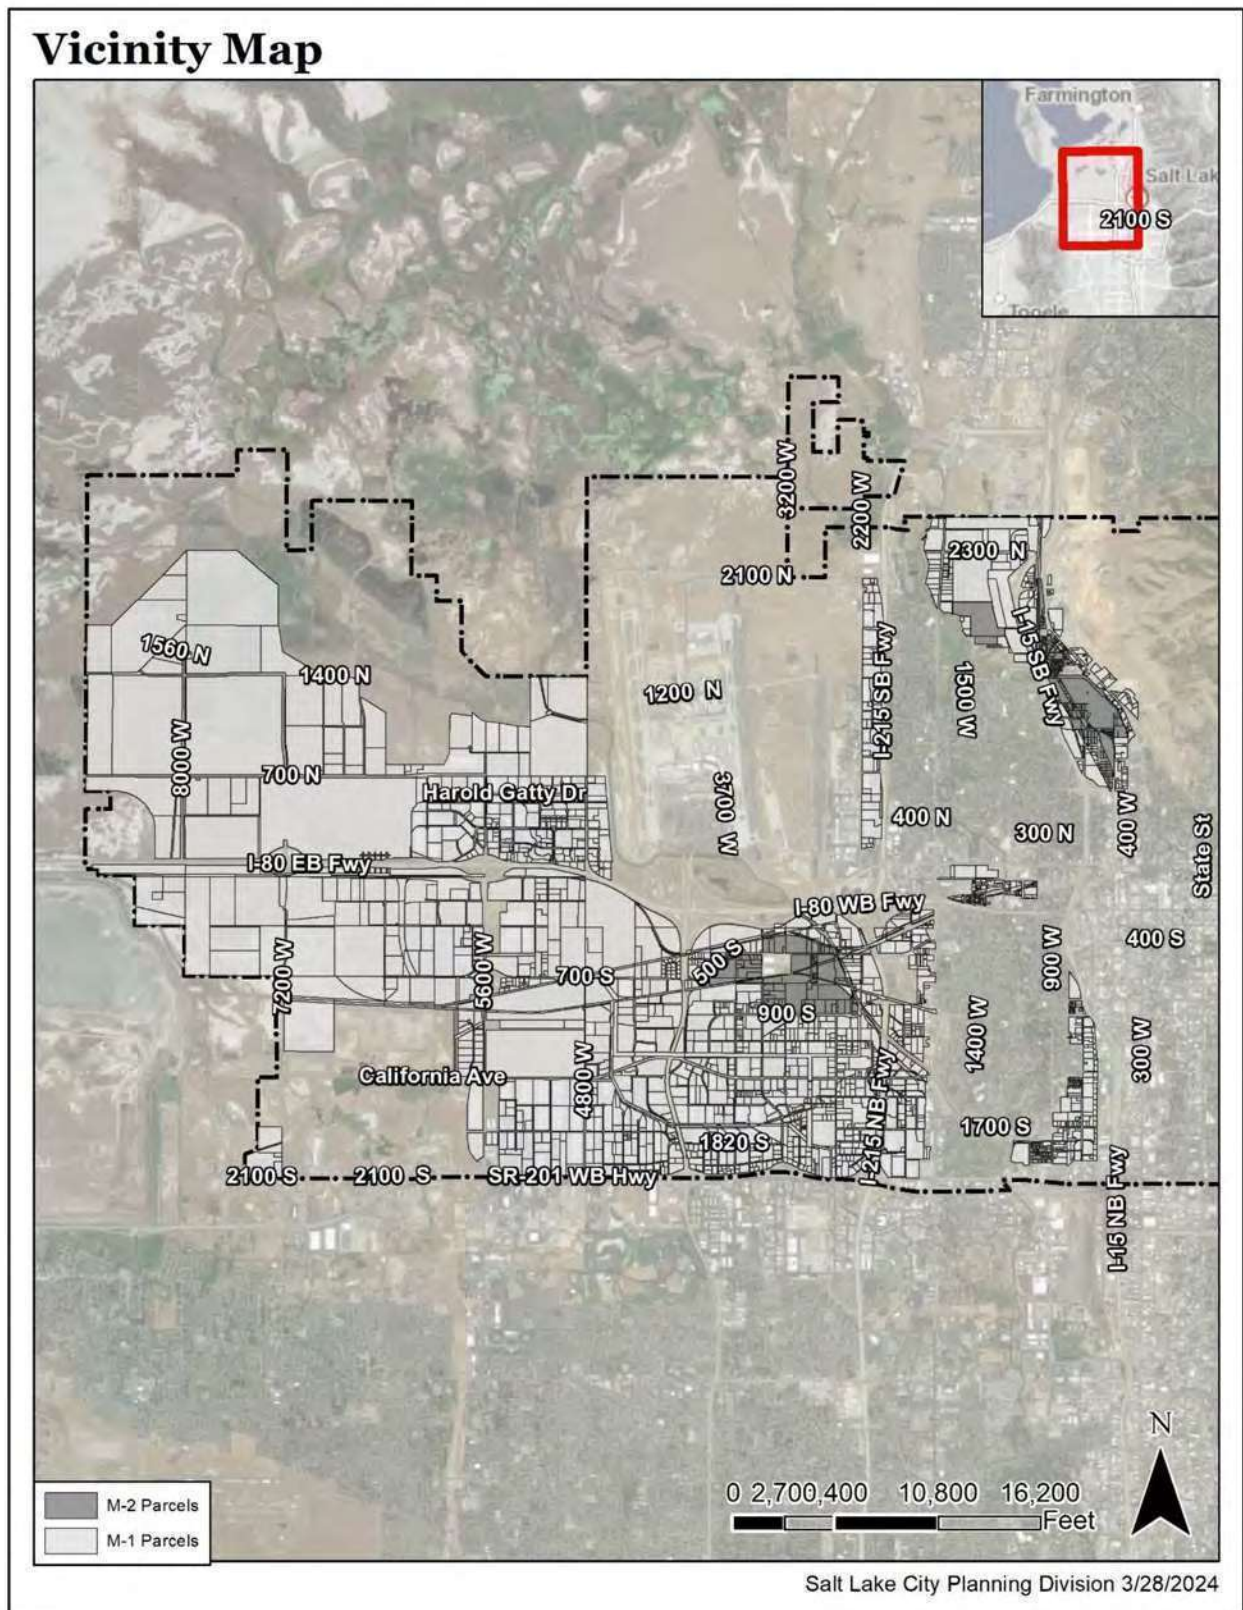 Vicinity Map
Farmington
Salt Lak
2100 S
Tooele
3200 W
2200 W
2300 N
2100 N
I-15 SB Fwy
1560 N
1400 N
I-215 SB Fwy
1500 W
1200 N
8000 W
700 N
Harold Gatty Dr
3700 W
400 N
300 N
400 W
State St
I-80 EB Fwy
I-80 WB Fwy
7200 W
5600 W
700 S
500 S
900 W
400 S
900 S
1400 W
300 W
California Ave
4800 W
I-215 NB Fwy
1820 S
1700 S
2100 S
2100 S
SR-201 WB Hwy
I-15 NB Fwy
N
M-2 Parcels
M-1 Parcels
0 2,700,400 10,800 16,200
Feet
Salt Lake City Planning Division 3/28/2024